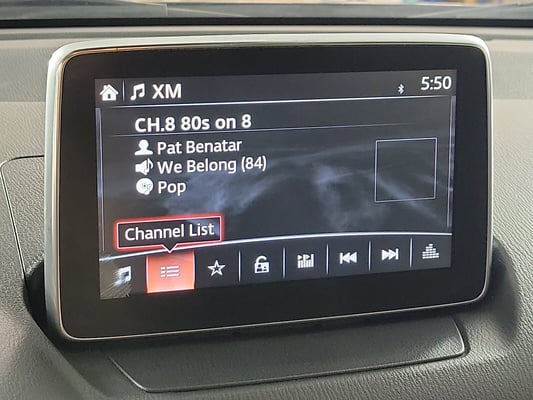 XM
5:50
CH.8 80s on 8
Pat Benatar
We Belong (84)
Pop
Channel List